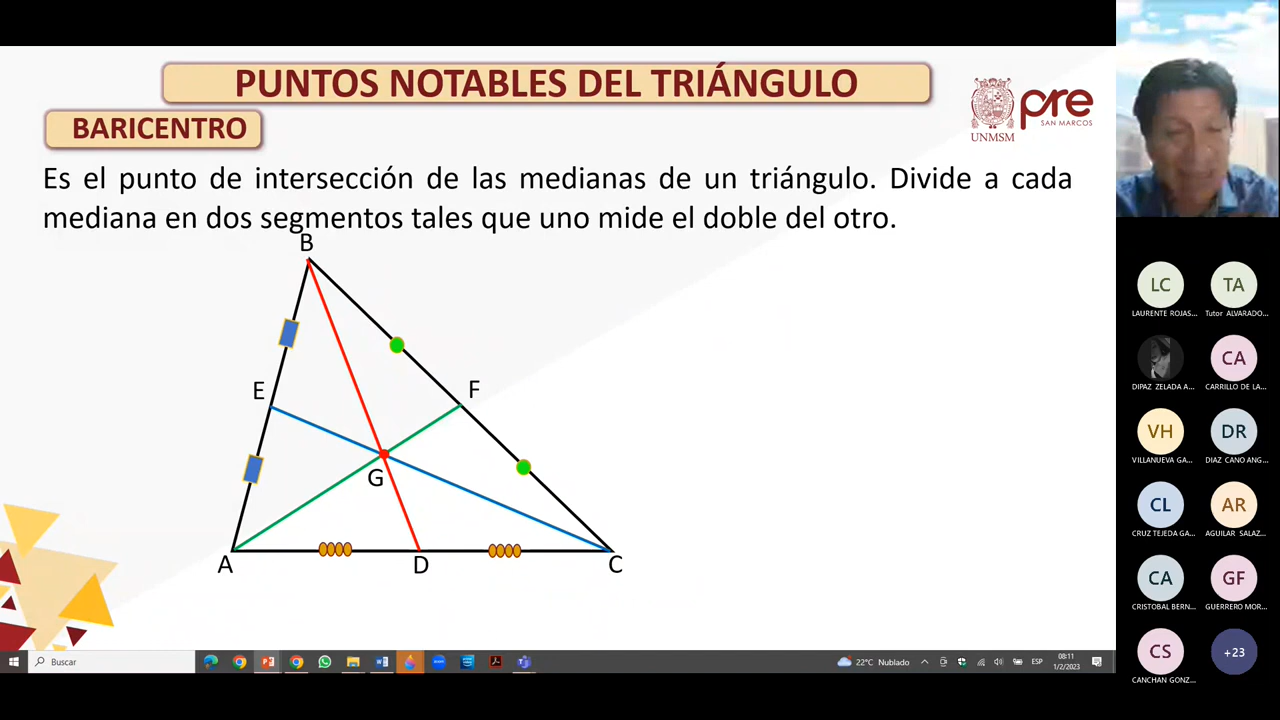 PUNTOS NOTABLES DEL TRIÁNGULO
BARICENTRO
UNMSM
pre
SAN MARCOS
Es el punto de intersección de las medianas de un triángulo. Divide a cada
mediana en dos segmentos tales que uno mide el doble del otro.
B
E
F
G
A
D
C
LC
LAURENTE ROJAS...
TA
Tutor ALVARADO...
DIPAZ ZELADA A...
CA
CARRILLO DE LA...
VH
VILLANUEVA GA...
DR
DIAZ CANO ANG...
CL
CRUZ TEJEDA GA...
AR
AGUILAR SALAZ...
CA
CRISTOBAL BERN...
GF
GUERRERO MOR...
CS
CANCHAN GONZ...
+23
Buscar
22°C Nublado
ESP
08:11
1/2/2023